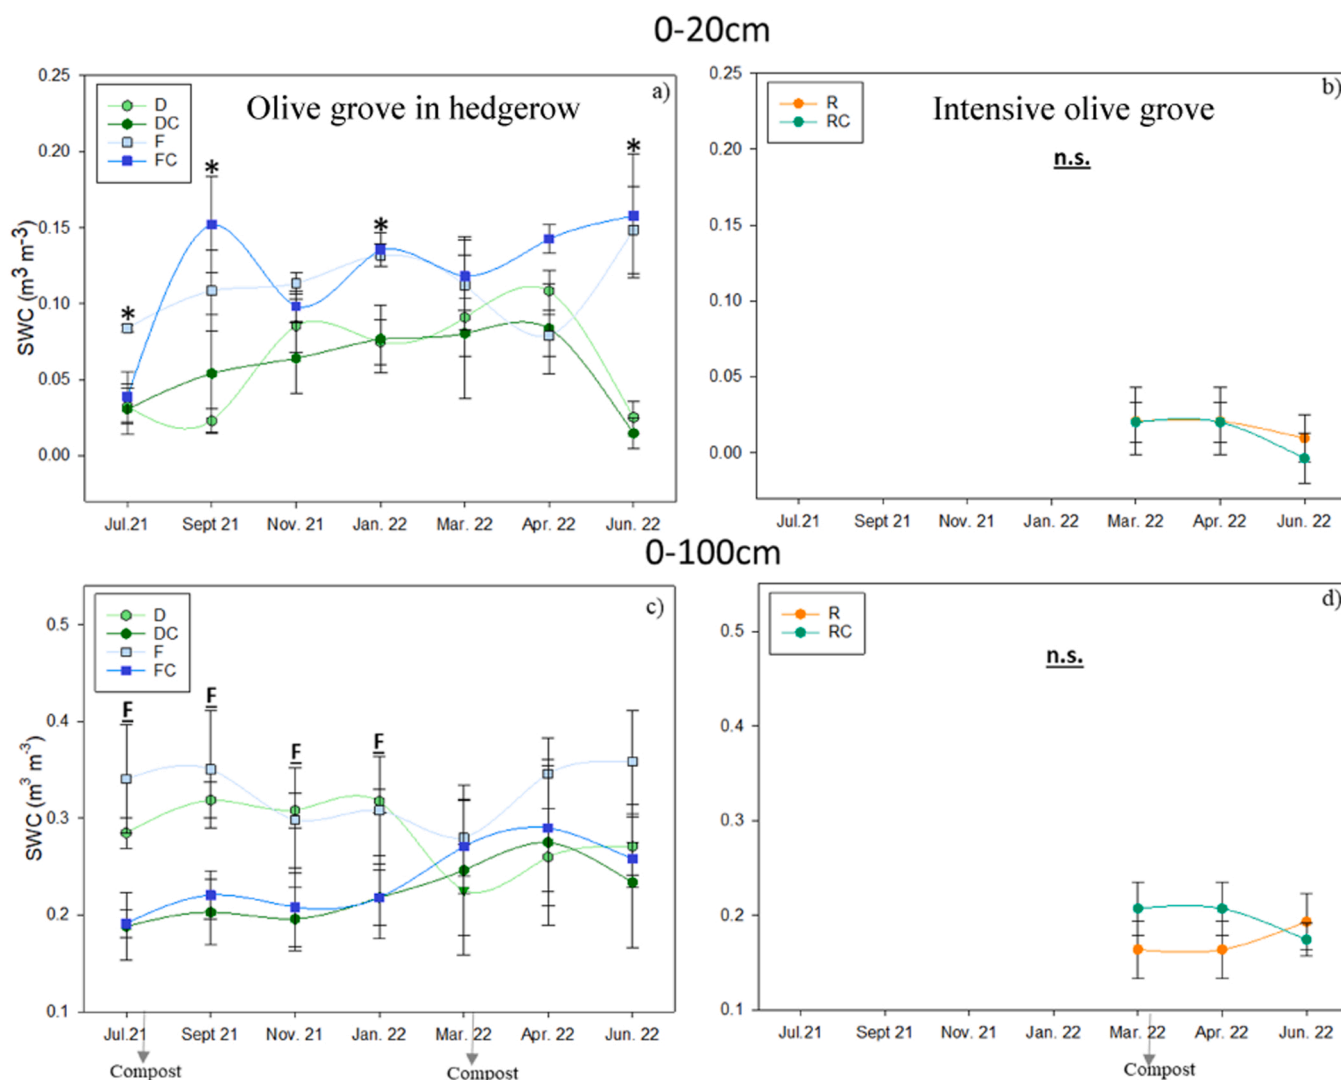 0-20cm
a)
Olive grove in hedgerow
D
DC
F
FC
*
*
*
*
0.25
0.20
0.15
0.10
0.05
0.00
SWC (m³ m⁻³)
Jul.21 Sept 21 Nov. 21 Jan. 22 Mar. 22 Apr. 22 Jun. 22
b)
Intensive olive grove
R
RC
n.s.
0.25
0.20
0.15
0.10
0.05
0.00
Jul.21 Sept 21 Nov. 21 Jan. 22 Mar. 22 Apr. 22 Jun. 22
0-100cm
c)
D
DC
F
FC
F
F
F
F
0.5
0.4
0.3
0.2
0.1
SWC (m³ m⁻³)
Jul.21 Sept 21 Nov. 21 Jan. 22 Mar. 22 Apr. 22 Jun. 22
Compost
Compost
d)
R
RC
n.s.
0.5
0.4
0.3
0.2
0.1
Jul.21 Sept 21 Nov. 21 Jan. 22 Mar. 22 Apr. 22 Jun. 22
Compost